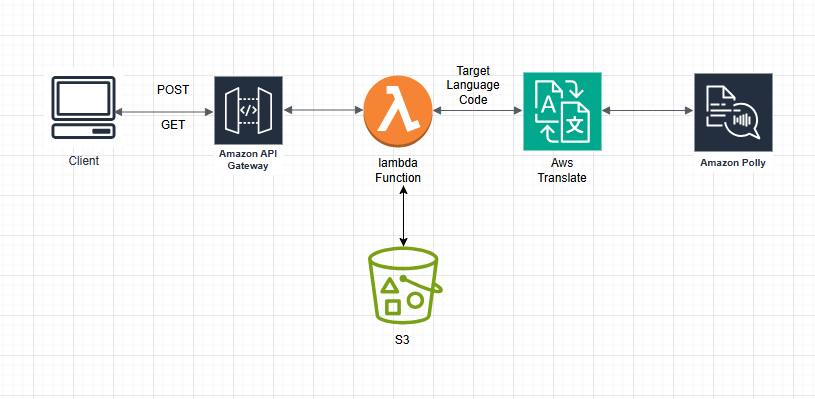 POST
GET
Client
Amazon API
Gateway
lambda
Function
Target
Language
Code
Aws
Translate
Amazon Polly
S3